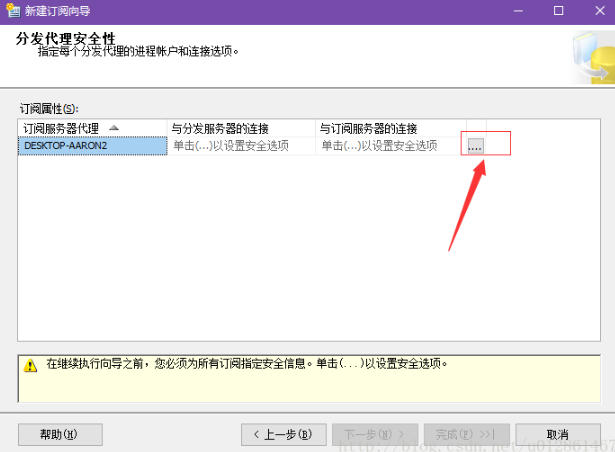 新建订阅向导
分发代理安全性
指定每个分发代理的进程帐户和连接选项。
订阅属性(S):
订阅服务器代理 与分发服务器的连接 与订阅服务器的连接
DESKTOP-AARON2 单击(...)以设置安全选项 单击(...)以设置安全选项 ....
在继续执行向导之前，您必须为所有订阅指定安全信息。单击(...)以设置安全选项。
帮助(H) < 上一步(B) 下一步(N) > 完成(F) >>| 取消
http://blog.csdn.net/u012861467